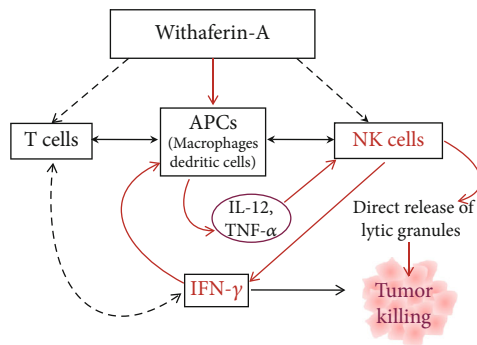 Withaferin-A
T cells
APCs
(Macrophages
dedritic cells)
NK cells
IL-12,
TNF-α
Direct release of
lytic granules
IFN-γ
Tumor
killing